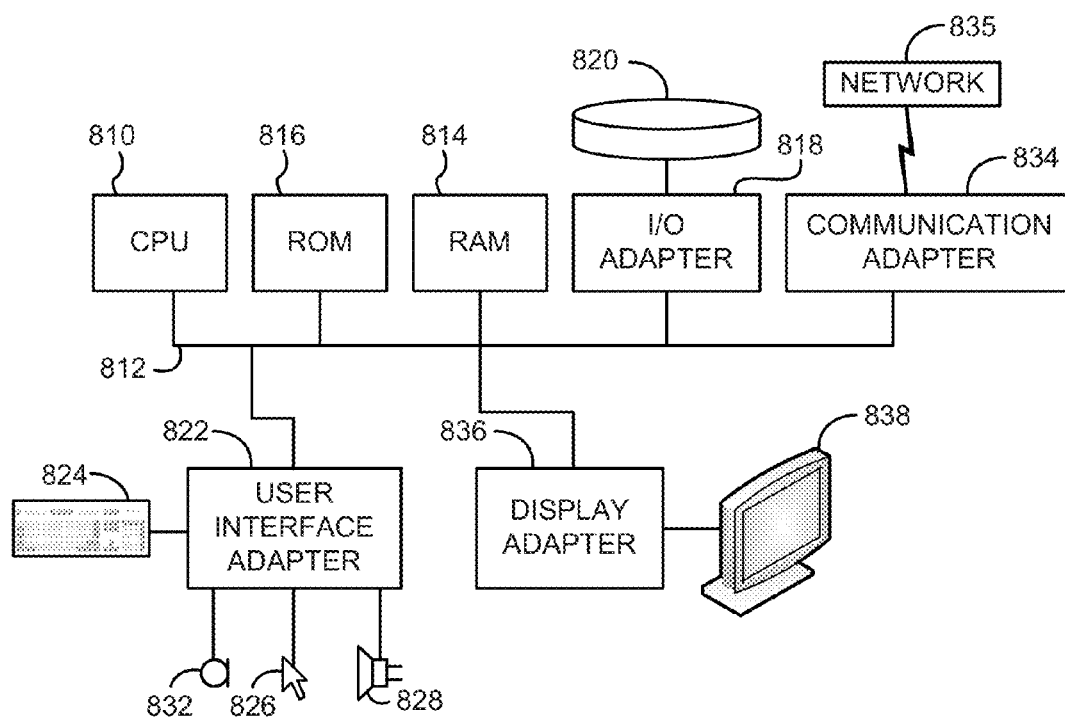 835
820
NETWORK
810
816
814
818
834
CPU
ROM
RAM
I/O
ADAPTER
COMMUNICATION
ADAPTER
812
822
836
838
824
USER
INTERFACE
ADAPTER
DISPLAY
ADAPTER
832
826
828